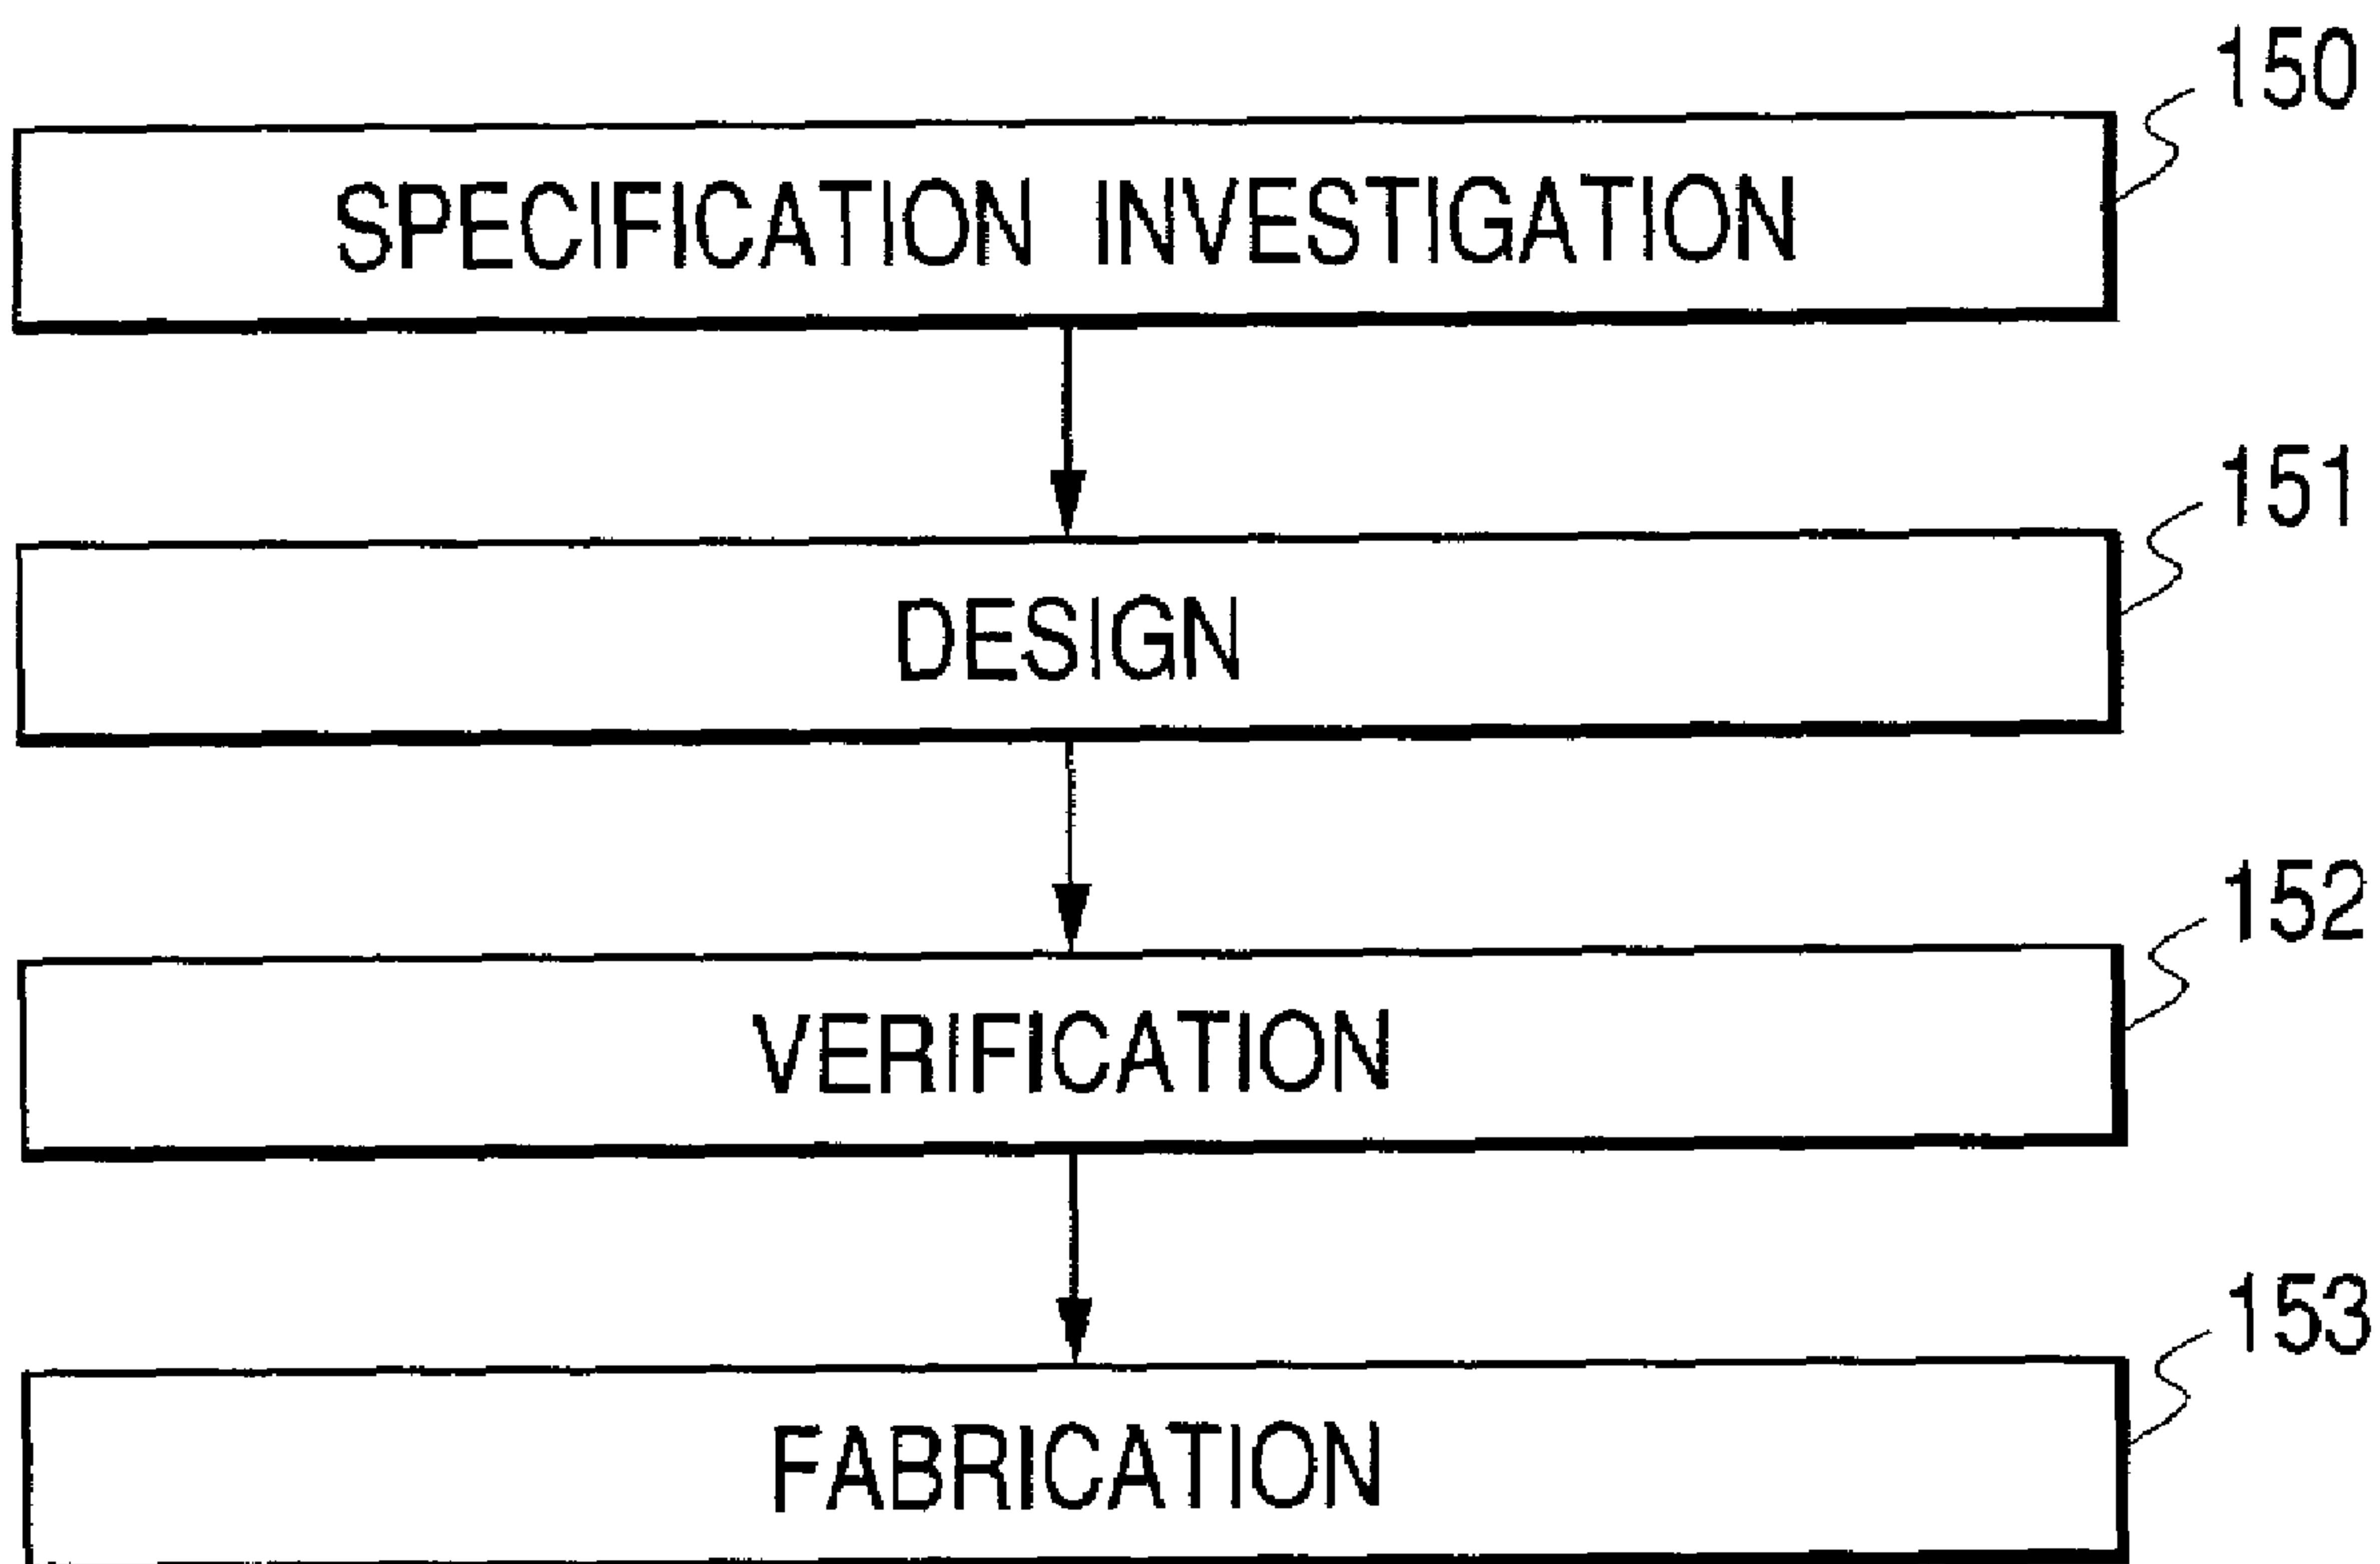 150
SPECIFICATION INVESTIGATION
151
DESIGN
152
VERIFICATION
153
FABRICATION